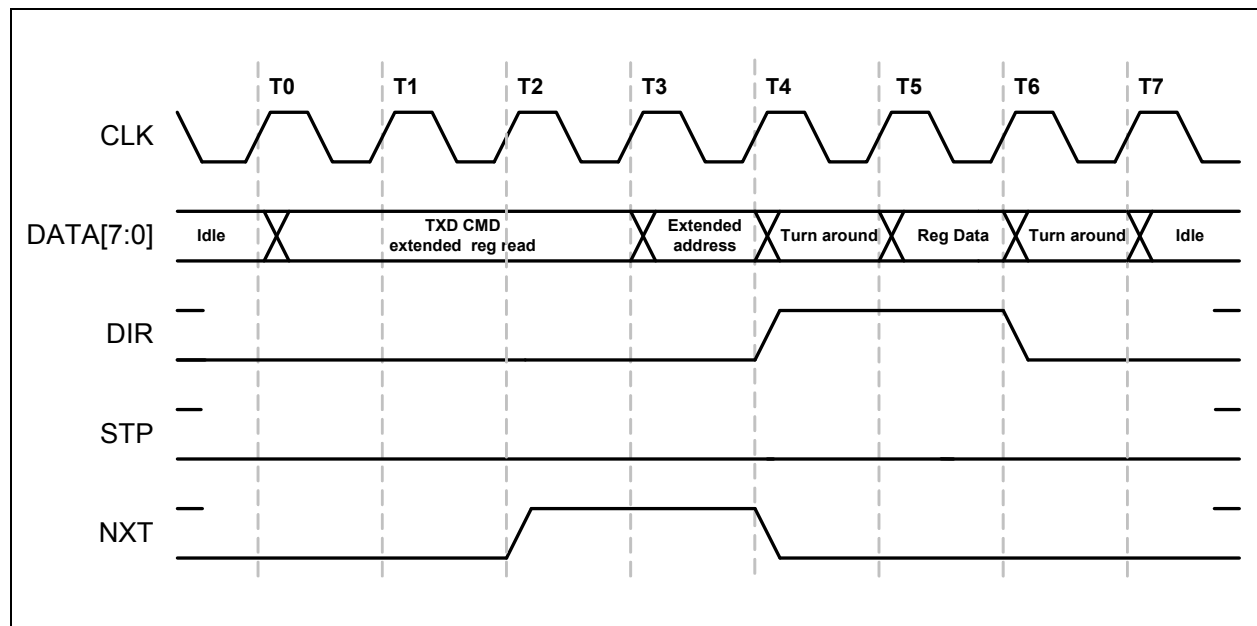 T0 T1 T2 T3 T4 T5 T6 T7
CLK
DATA[7:0]
Idle
TXD CMD
extended reg read
Extended
address
Turn around
Reg Data
Turn around
Idle
DIR
STP
NXT